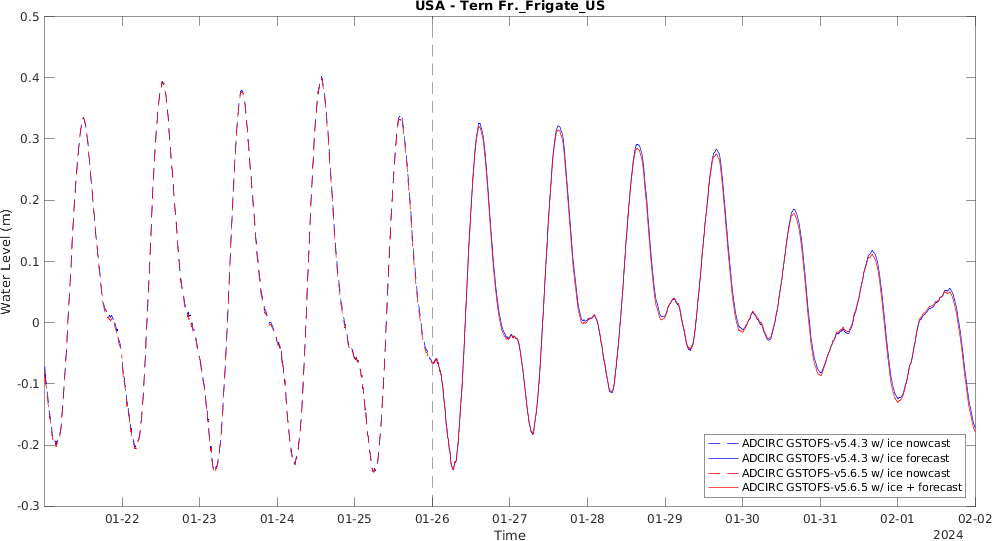 USA - Tern Fr._Frigate_US
0.5
0.4
0.3
0.2
0.1
0
-0.1
-0.2
-0.3
Water Level (m)
ADCIRC GSTOFS-v5.4.3 w/ ice nowcast
ADCIRC GSTOFS-v5.4.3 w/ ice forecast
ADCIRC GSTOFS-v5.6.5 w/ ice nowcast
ADCIRC GSTOFS-v5.6.5 w/ ice + forecast
01-22 01-23 01-24 01-25 01-26 01-27 01-28 01-29 01-30 01-31 02-01 02-02
Time
2024